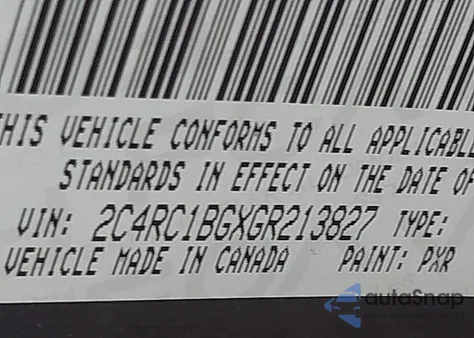 THIS VEHICLE CONFORMS TO ALL APPLICABLE
STANDARDS IN EFFECT ON THE DATE OF
VIN: 2C4RC1BGXGR213827 TYPE:
VEHICLE MADE IN CANADA PAINT: PXR
autoSnap